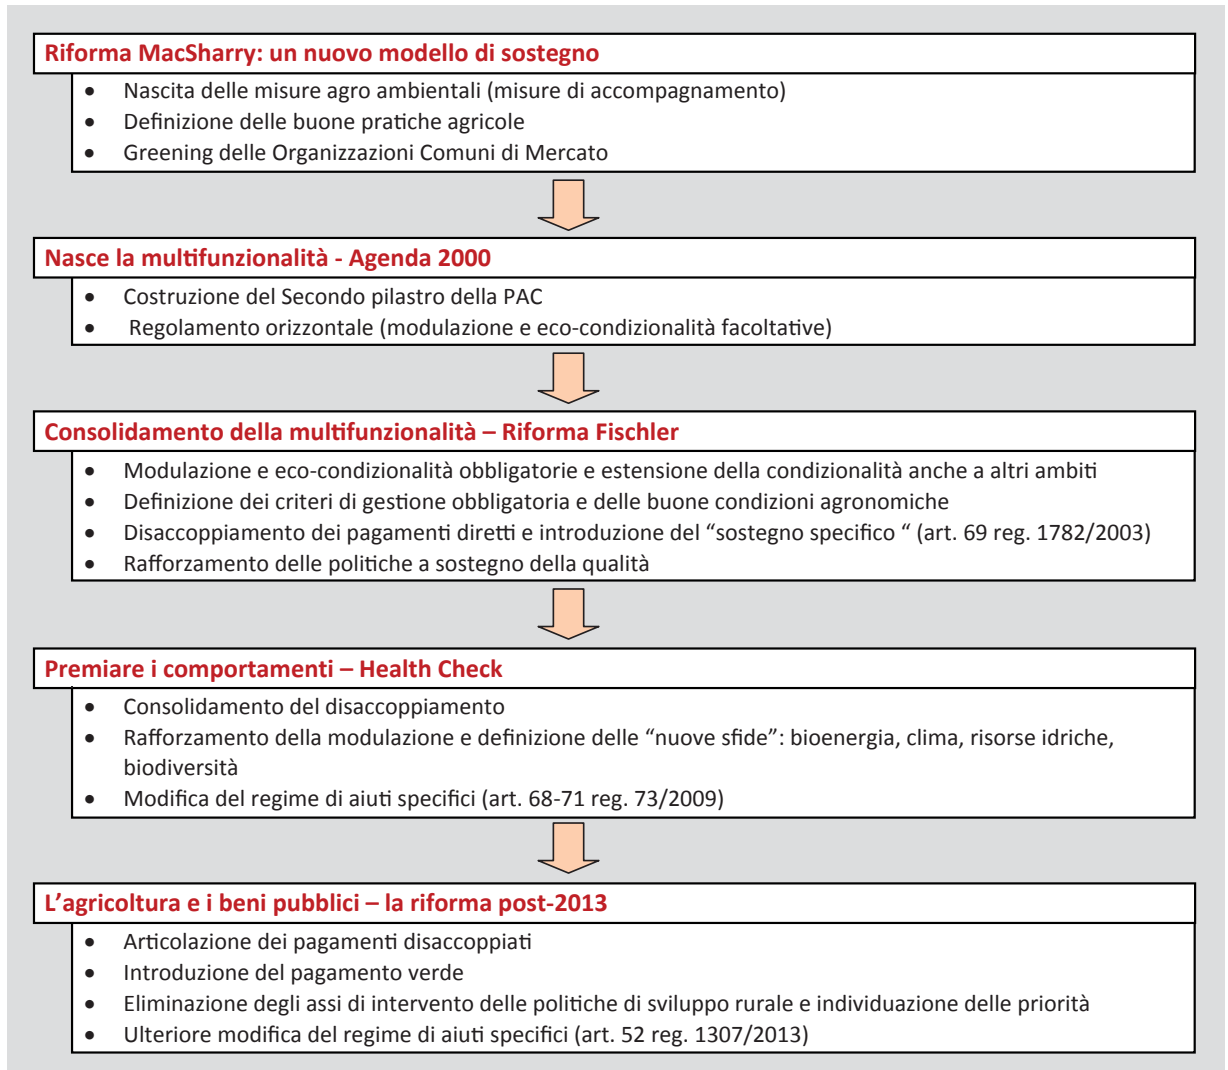 Riforma MacSharry: un nuovo modello di sostegno
• Nascita delle misure agro ambientali (misure di accompagnamento)
• Definizione delle buone pratiche agricole
• Greening delle Organizzazioni Comuni di Mercato
Nasce la multifunzionalità - Agenda 2000
• Costruzione del Secondo pilastro della PAC
• Regolamento orizzontale (modulazione e eco-condizionalità facoltative)
Consolidamento della multifunzionalità – Riforma Fischler
• Modulazione e eco-condizionalità obbligatorie e estensione della condizionalità anche a altri ambiti
• Definizione dei criteri di gestione obbligatoria e delle buone condizioni agronomiche
• Disaccoppiamento dei pagamenti diretti e introduzione del “sostegno specifico “ (art. 69 reg. 1782/2003)
• Rafforzamento delle politiche a sostegno della qualità
Premiare i comportamenti – Health Check
• Consolidamento del disaccoppiamento
• Rafforzamento della modulazione e definizione delle “nuove sfide”: bioenergia, clima, risorse idriche,
biodiversità
• Modifica del regime di aiuti specifici (art. 68-71 reg. 73/2009)
L’agricoltura e i beni pubblici – la riforma post-2013
• Articolazione dei pagamenti disaccoppiati
• Introduzione del pagamento verde
• Eliminazione degli assi di intervento delle politiche di sviluppo rurale e individuazione delle priorità
• Ulteriore modifica del regime di aiuti specifici (art. 52 reg. 1307/2013)